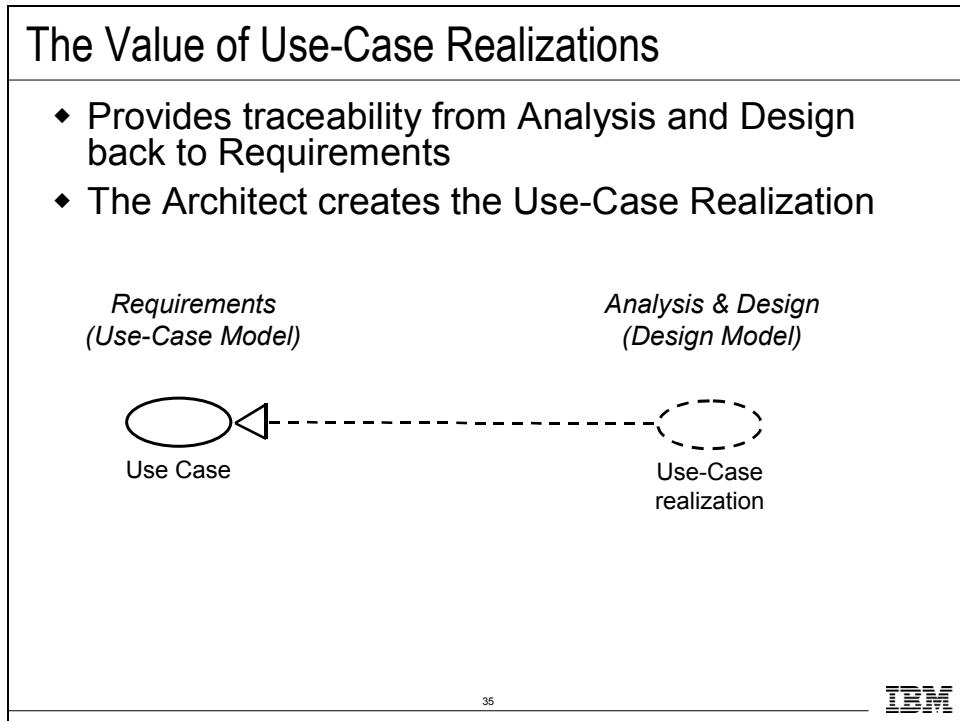 The Value of Use-Case Realizations
◆ Provides traceability from Analysis and Design
back to Requirements
◆ The Architect creates the Use-Case Realization
Requirements
(Use-Case Model)
Analysis & Design
(Design Model)
Use Case
Use-Case
realization
35
IBM